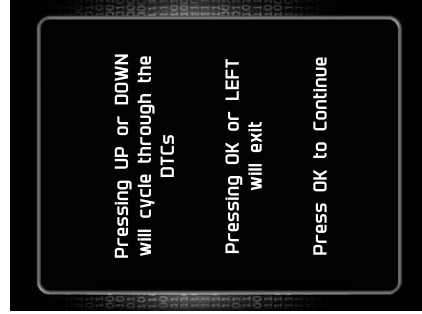 Pressing UP or DOWN
will cycle through the
DTCs
Pressing OK or LEFT
will exit
Press OK to Continue